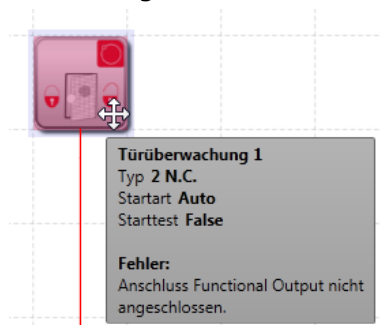 Türüberwachung 1
Typ 2 N.C.
Startart Auto
Starttest False
Fehler:
Anschluss Functional Output nicht
angeschlossen.